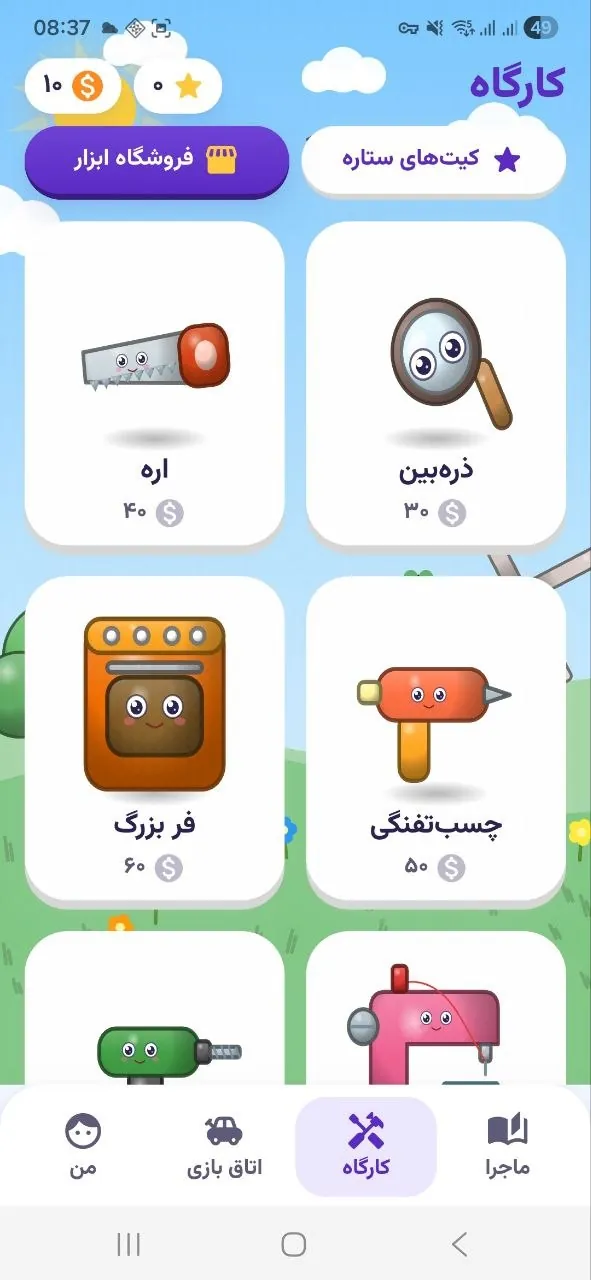 08:37
49
کارگاه
۰
۱۰
کیت‌های ستاره
فروشگاه ابزار
ذره‌بین
۳۰
اره
۴۰
چسب‌تفنگی
۵۰
فر بزرگ
۶۰
ماجرا
کارگاه
اتاق بازی
من